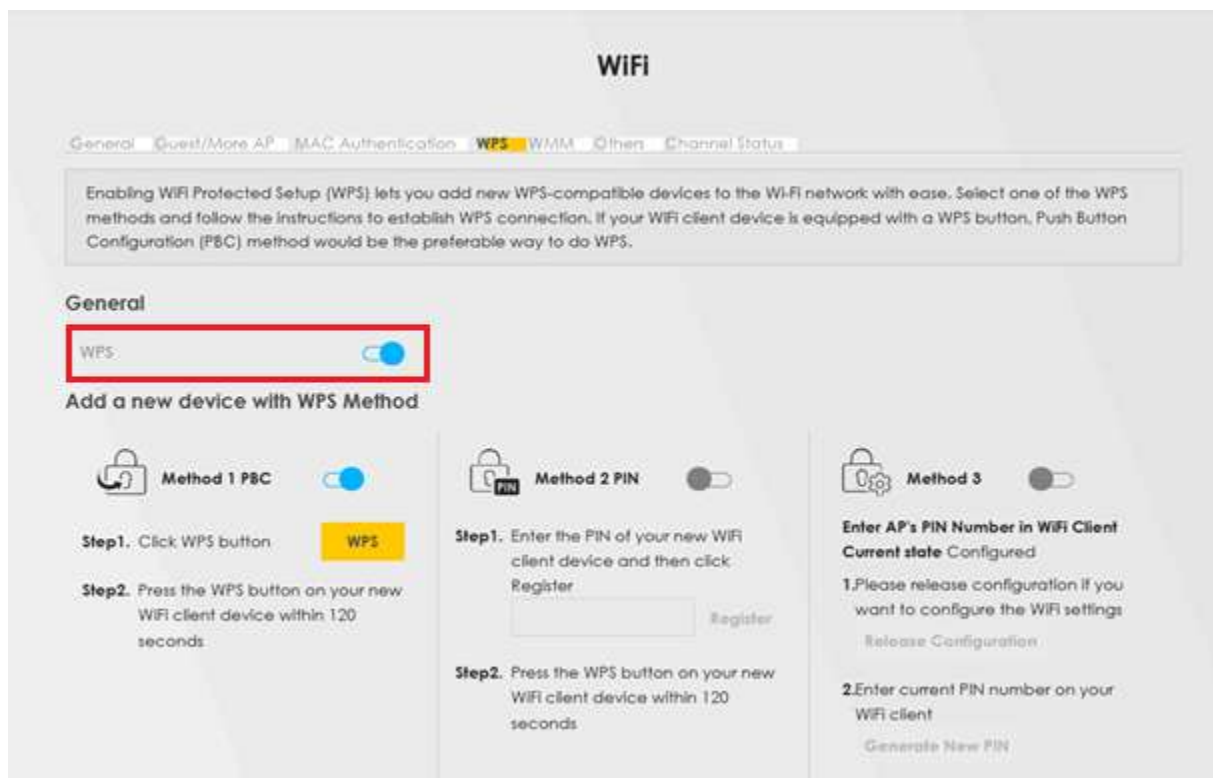 WiFi
General Guest/More AP MAC Authentication WPS WMM Others Channel Status
Enabling WiFi Protected Setup (WPS) lets you add new WPS-compatible devices to the Wi-Fi network with ease. Select one of the WPS
methods and follow the instructions to establish WPS connection. If your WiFi client device is equipped with a WPS button, Push Button
Configuration (PBC) method would be the preferable way to do WPS.
General
WPS
Add a new device with WPS Method
Method 1 PBC
Step1. Click WPS button WPS
Step2. Press the WPS button on your new
WiFi client device within 120
seconds
PIN Method 2 PIN
Step1. Enter the PIN of your new WiFi
client device and then click
Register
Register
Step2. Press the WPS button on your new
WiFi client device within 120
seconds
Method 3
Enter AP's PIN Number in WiFi Client
Current state Configured
1.Please release configuration if you
want to configure the WiFi settings
Release Configuration
2.Enter current PIN number on your
WiFi client
Generate New PIN